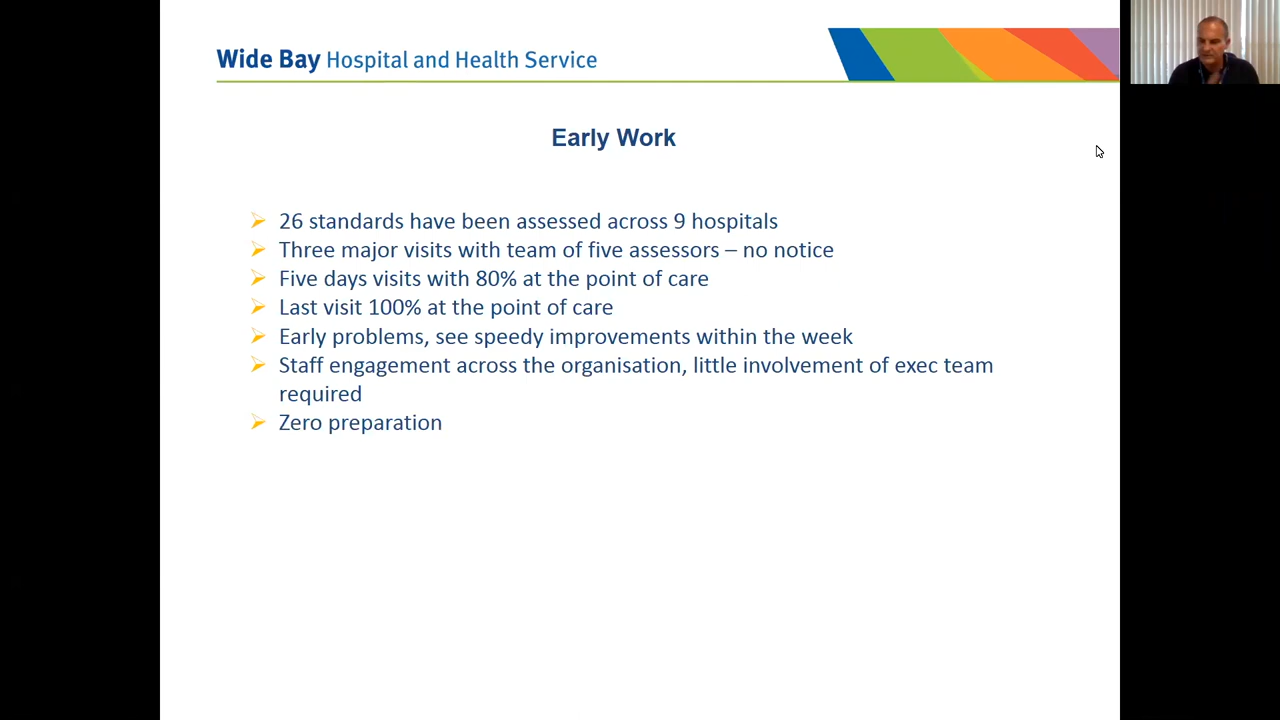 Wide Bay Hospital and Health Service
Early Work
26 standards have been assessed across 9 hospitals
Three major visits with team of five assessors – no notice
Five days visits with 80% at the point of care
Last visit 100% at the point of care
Early problems, see speedy improvements within the week
Staff engagement across the organisation, little involvement of exec team
required
Zero preparation